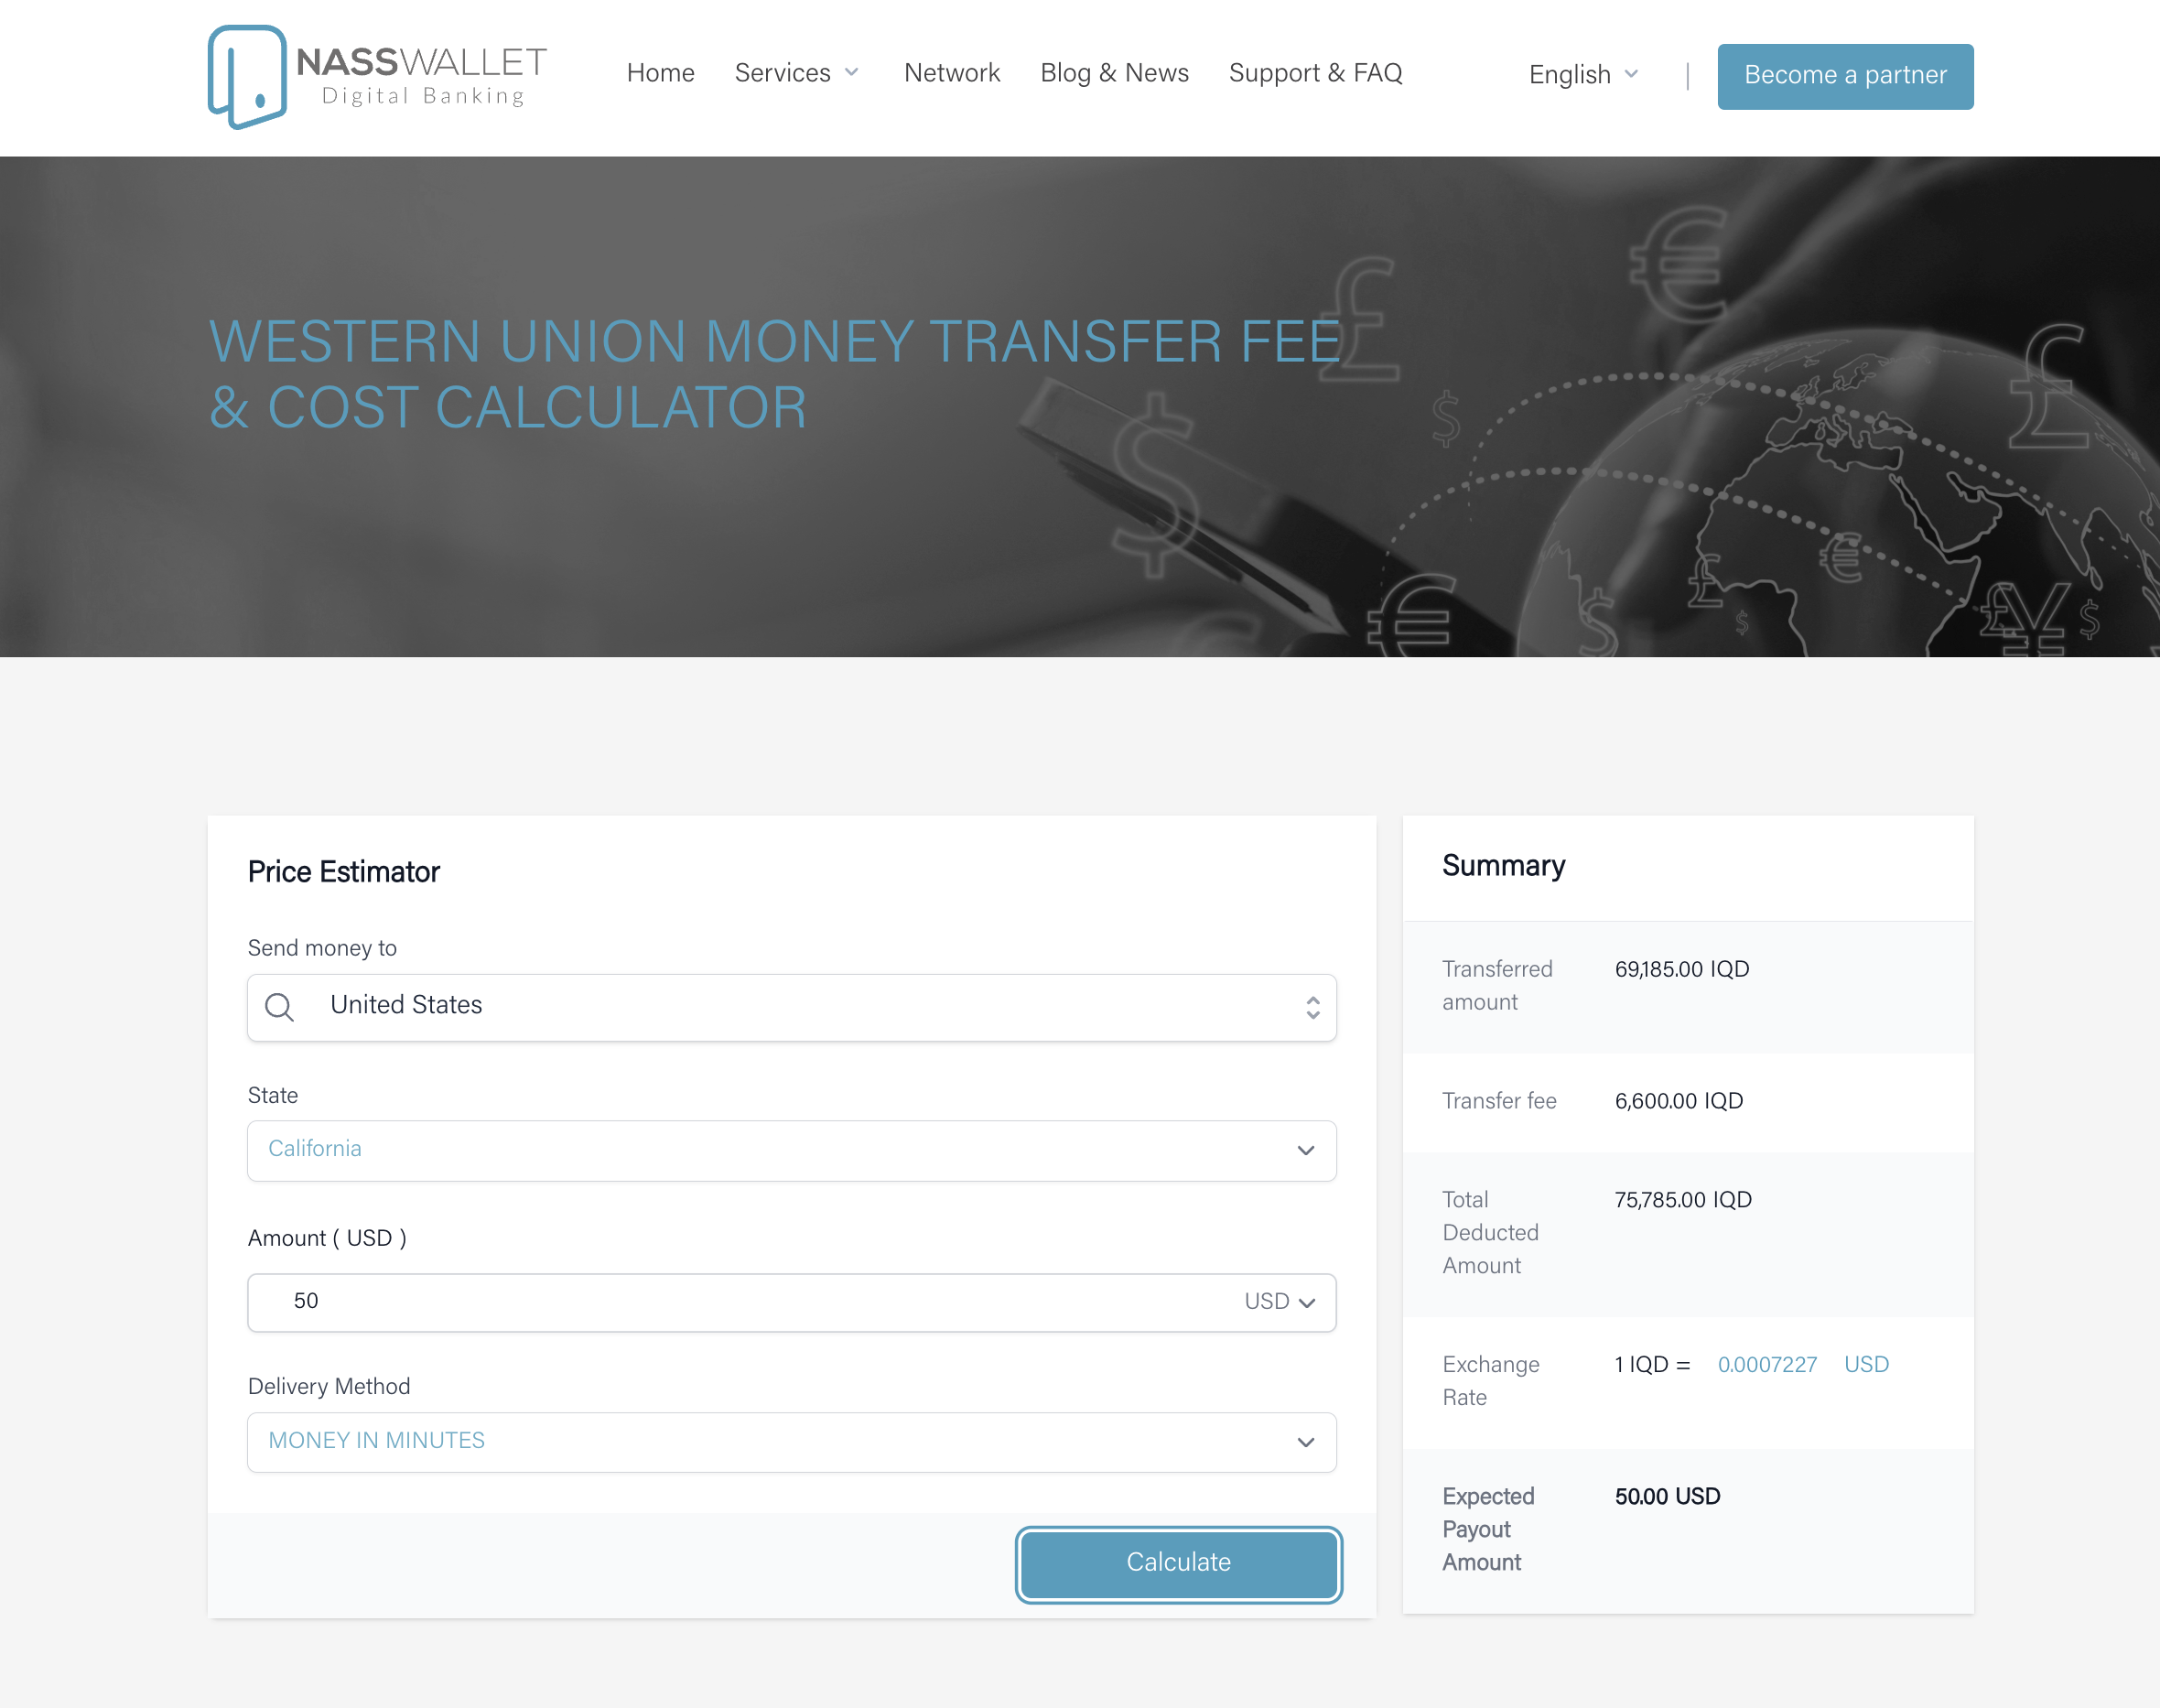 NASSWALLET
Digital Banking
Home Services Network Blog & News Support & FAQ English | Become a partner
WESTERN UNION MONEY TRANSFER FEE
& COST CALCULATOR
Price Estimator
Send money to
United States
State
California
Amount ( USD )
50 USD
Delivery Method
MONEY IN MINUTES
Calculate
Summary
Transferred 69,185.00 IQD
amount
Transfer fee 6,600.00 IQD
Total 75,785.00 IQD
Deducted
Amount
Exchange 1 IQD = 0.0007227 USD
Rate
Expected 50.00 USD
Payout
Amount